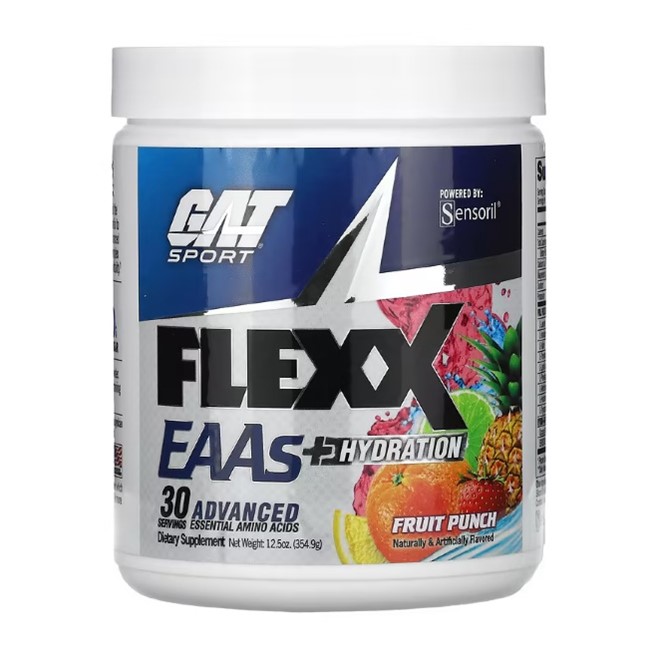 GAT
SPORT®
POWERED BY:
Sensoril®
FLEXX
EAAs+HYDRATION
30
SERVINGS
ADVANCED
ESSENTIAL AMINO ACIDS
Dietary Supplement Net Weight: 12.5oz. (354.9g)
FRUIT PUNCH
Naturally & Artificially Flavored